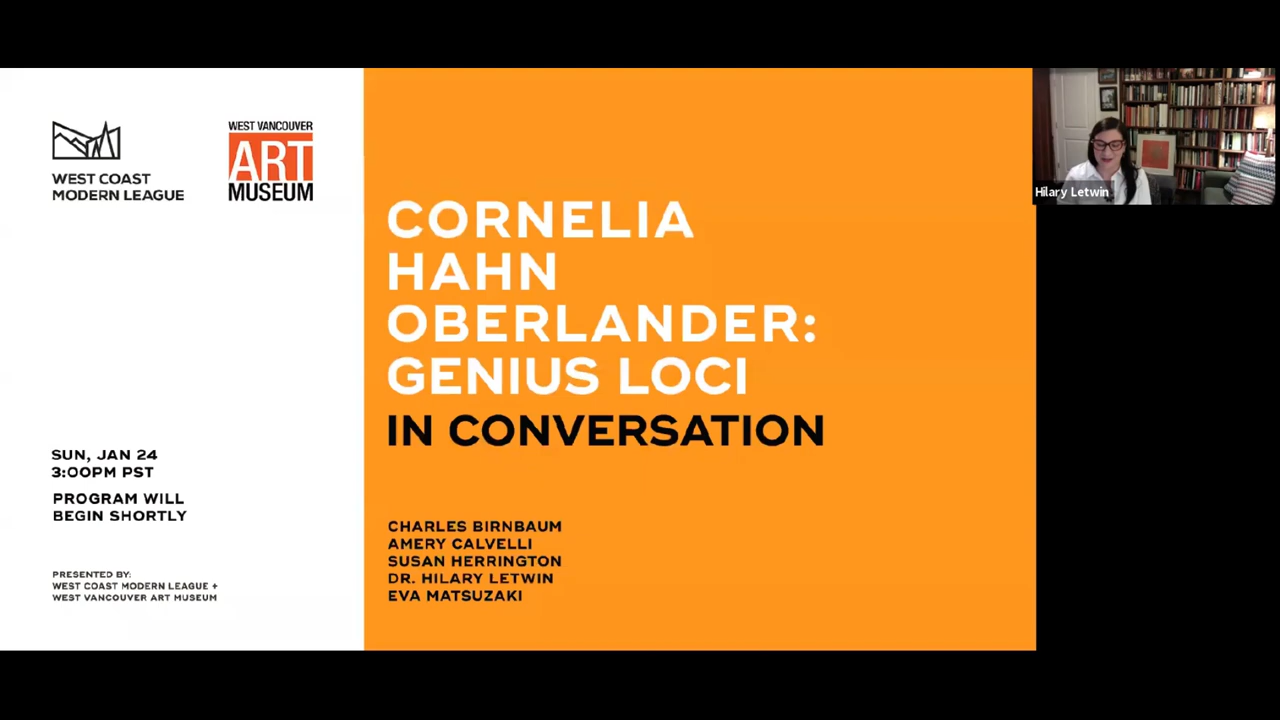 WEST COAST
MODERN LEAGUE
WEST VANCOUVER
ART
MUSEUM
CORNELIA
HAHN
OBERLANDER:
GENIUS LOCI
IN CONVERSATION
SUN, JAN 24
3:00PM PST
PROGRAM WILL
BEGIN SHORTLY
PRESENTED BY:
WEST COAST MODERN LEAGUE +
WEST VANCOUVER ART MUSEUM
CHARLES BIRNBAUM
AMERY CALVELLI
SUSAN HERRINGTON
DR. HILARY LETWIN
EVA MATSUZAKI
Hilary Letwin